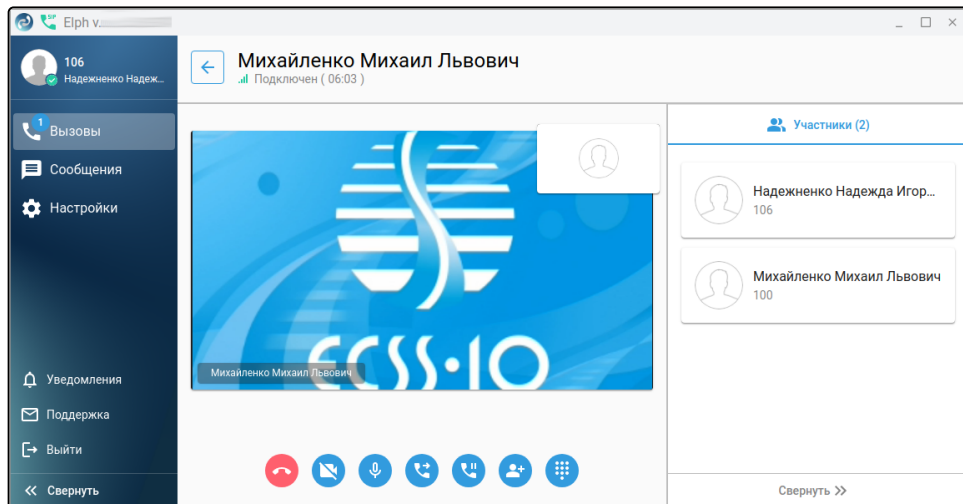 Elph v.
106
Надежненко Надеж...
Михайленко Михаил Львович
Подключен ( 06:03 )
1
Вызовы
Сообщения
Настройки
Уведомления
Поддержка
Выйти
Свернуть
ECSS·10
Михайленко Михаил Львович
Участники (2)
Надежненко Надежда Игор...
106
Михайленко Михаил Львович
100
Свернуть